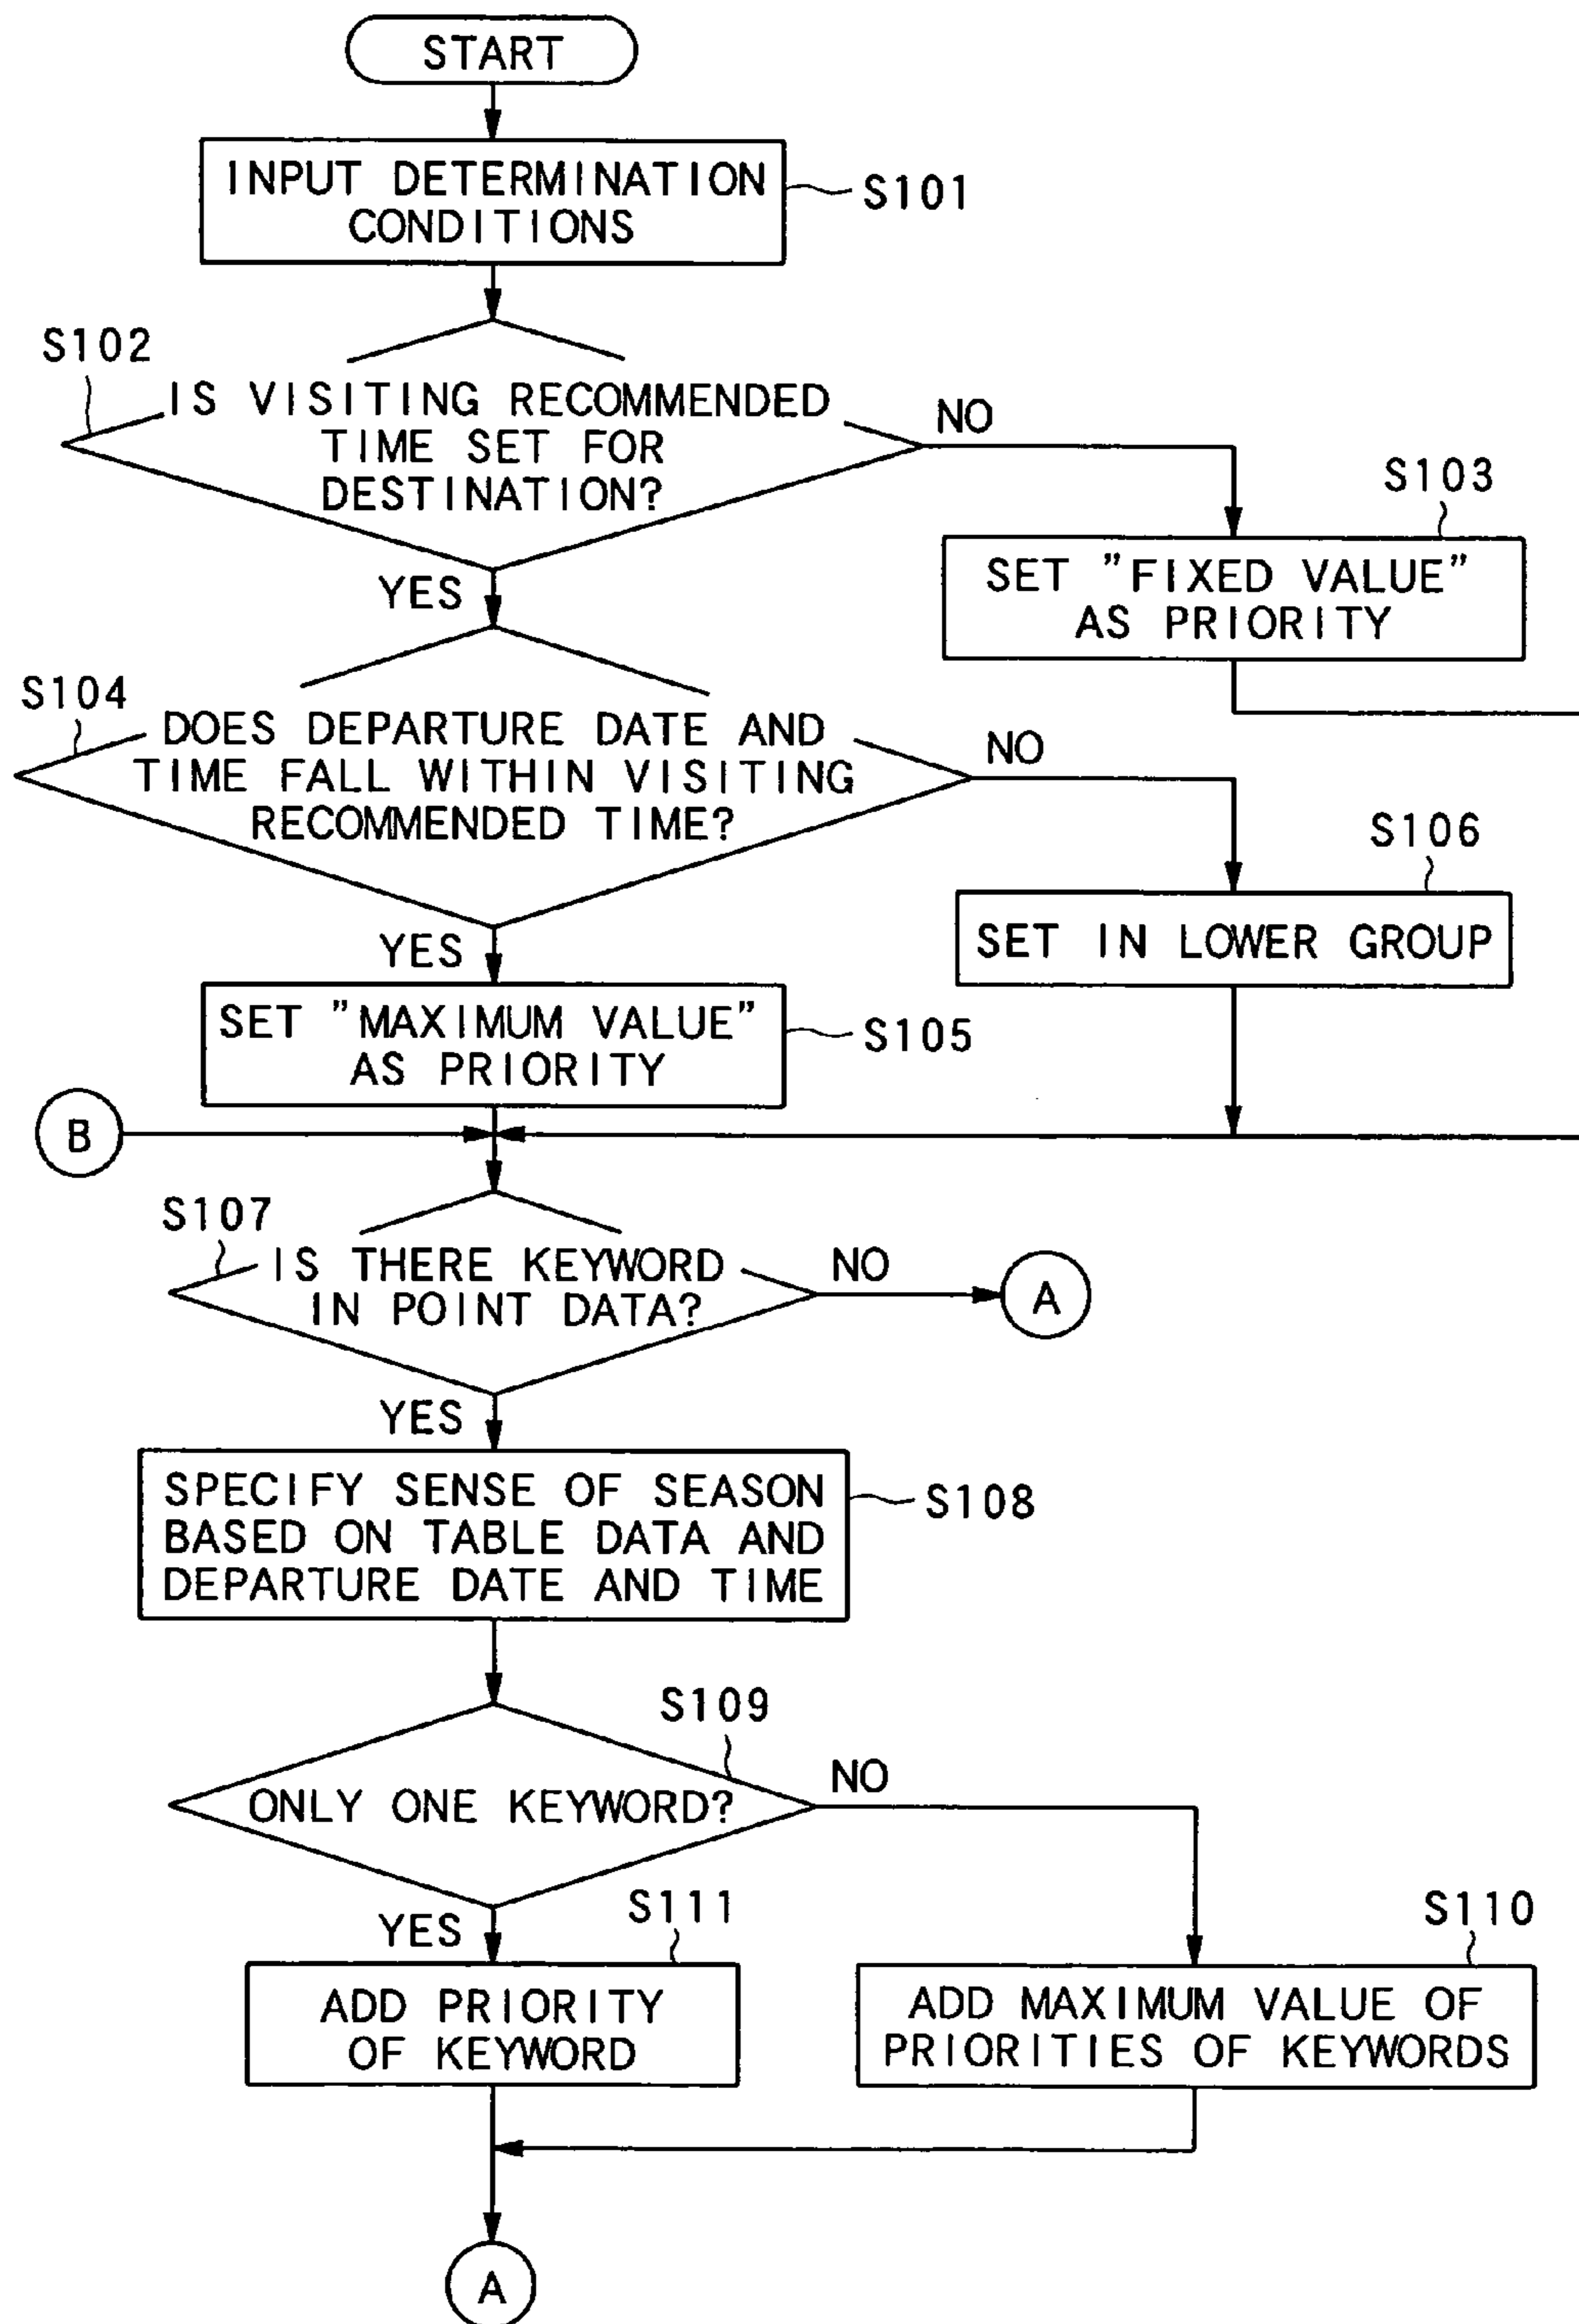 START
INPUT DETERMINATION
CONDITIONS
S101
S102
IS VISITING RECOMMENDED
TIME SET FOR
DESTINATION?
NO
YES
S103
SET "FIXED VALUE"
AS PRIORITY
S104
DOES DEPARTURE DATE AND
TIME FALL WITHIN VISITING
RECOMMENDED TIME?
NO
YES
S106
SET IN LOWER GROUP
SET "MAXIMUM VALUE"
AS PRIORITY
S105
B
S107
IS THERE KEYWORD
IN POINT DATA?
NO
A
YES
SPECIFY SENSE OF SEASON
BASED ON TABLE DATA AND
DEPARTURE DATE AND TIME
S108
S109
ONLY ONE KEYWORD?
NO
YES
S111
ADD PRIORITY
OF KEYWORD
S110
ADD MAXIMUM VALUE OF
PRIORITIES OF KEYWORDS
A